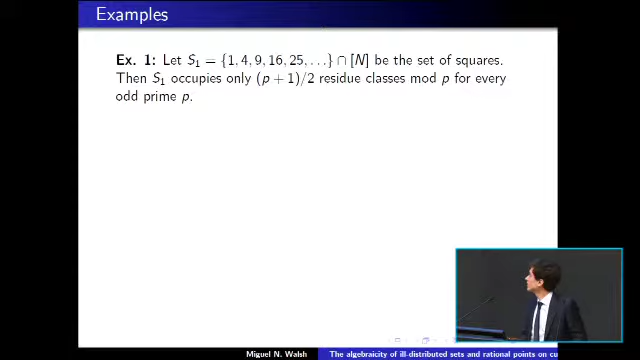 Examples
Ex. 1: Let S₁ = {1, 4, 9, 16, 25, ...} ∩ [N] be the set of squares.
Then S₁ occupies only (p + 1)/2 residue classes mod p for every
odd prime p.
Miguel N. Walsh The algebraicity of ill-distributed sets and rational points on cu